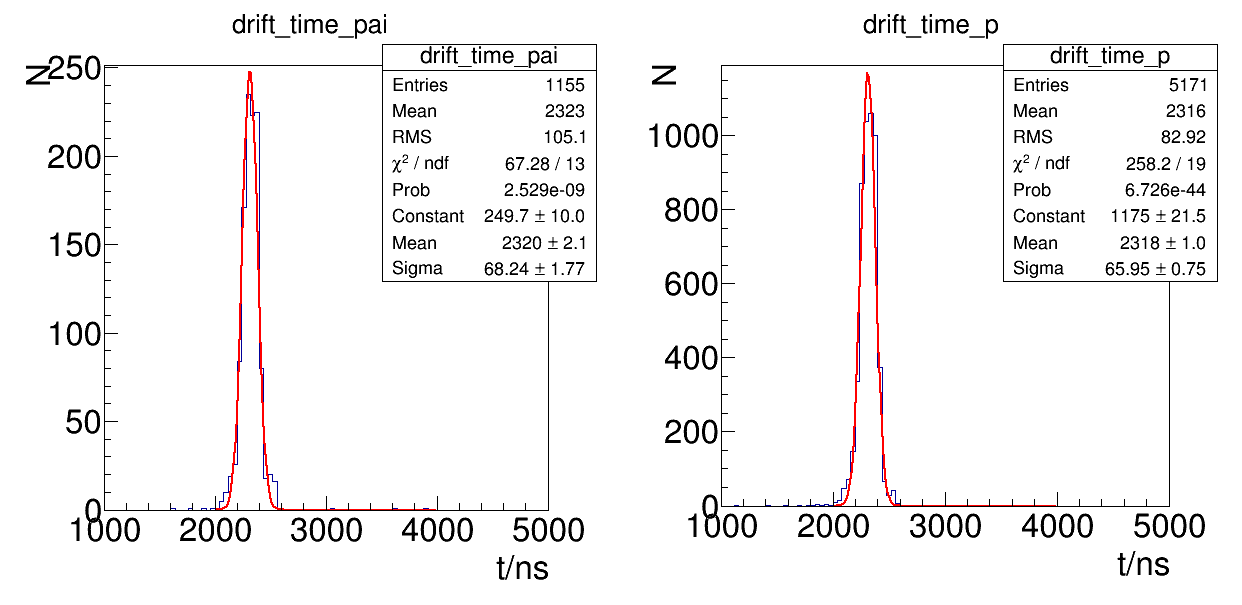 drift_time_pai
N
drift_time_pai
Entries 1155
Mean 2323
RMS 105.1
χ² / ndf 67.28 / 13
Prob 2.529e-09
Constant 249.7 ± 10.0
Mean 2320 ± 2.1
Sigma 68.24 ± 1.77
250
200
150
100
50
0
1000 2000 3000 4000 5000
t/ns
drift_time_p
N
drift_time_p
Entries 5171
Mean 2316
RMS 82.92
χ² / ndf 258.2 / 19
Prob 6.726e-44
Constant 1175 ± 21.5
Mean 2318 ± 1.0
Sigma 65.95 ± 0.75
1000
800
600
400
200
0
1000 2000 3000 4000 5000
t/ns